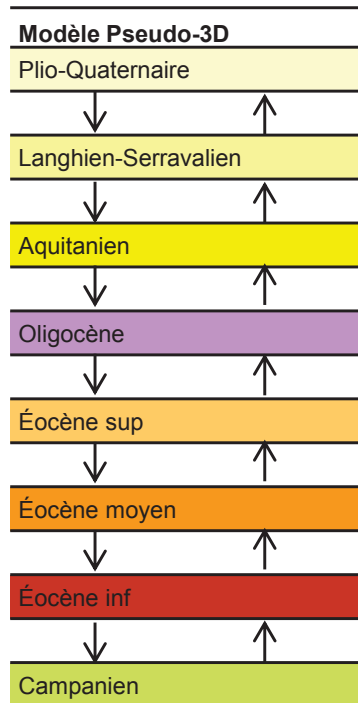 Modèle Pseudo-3D
Plio-Quaternaire
Langhien-Serravalien
Aquitanien
Oligocène
Éocène sup
Éocène moyen
Éocène inf
Campanien